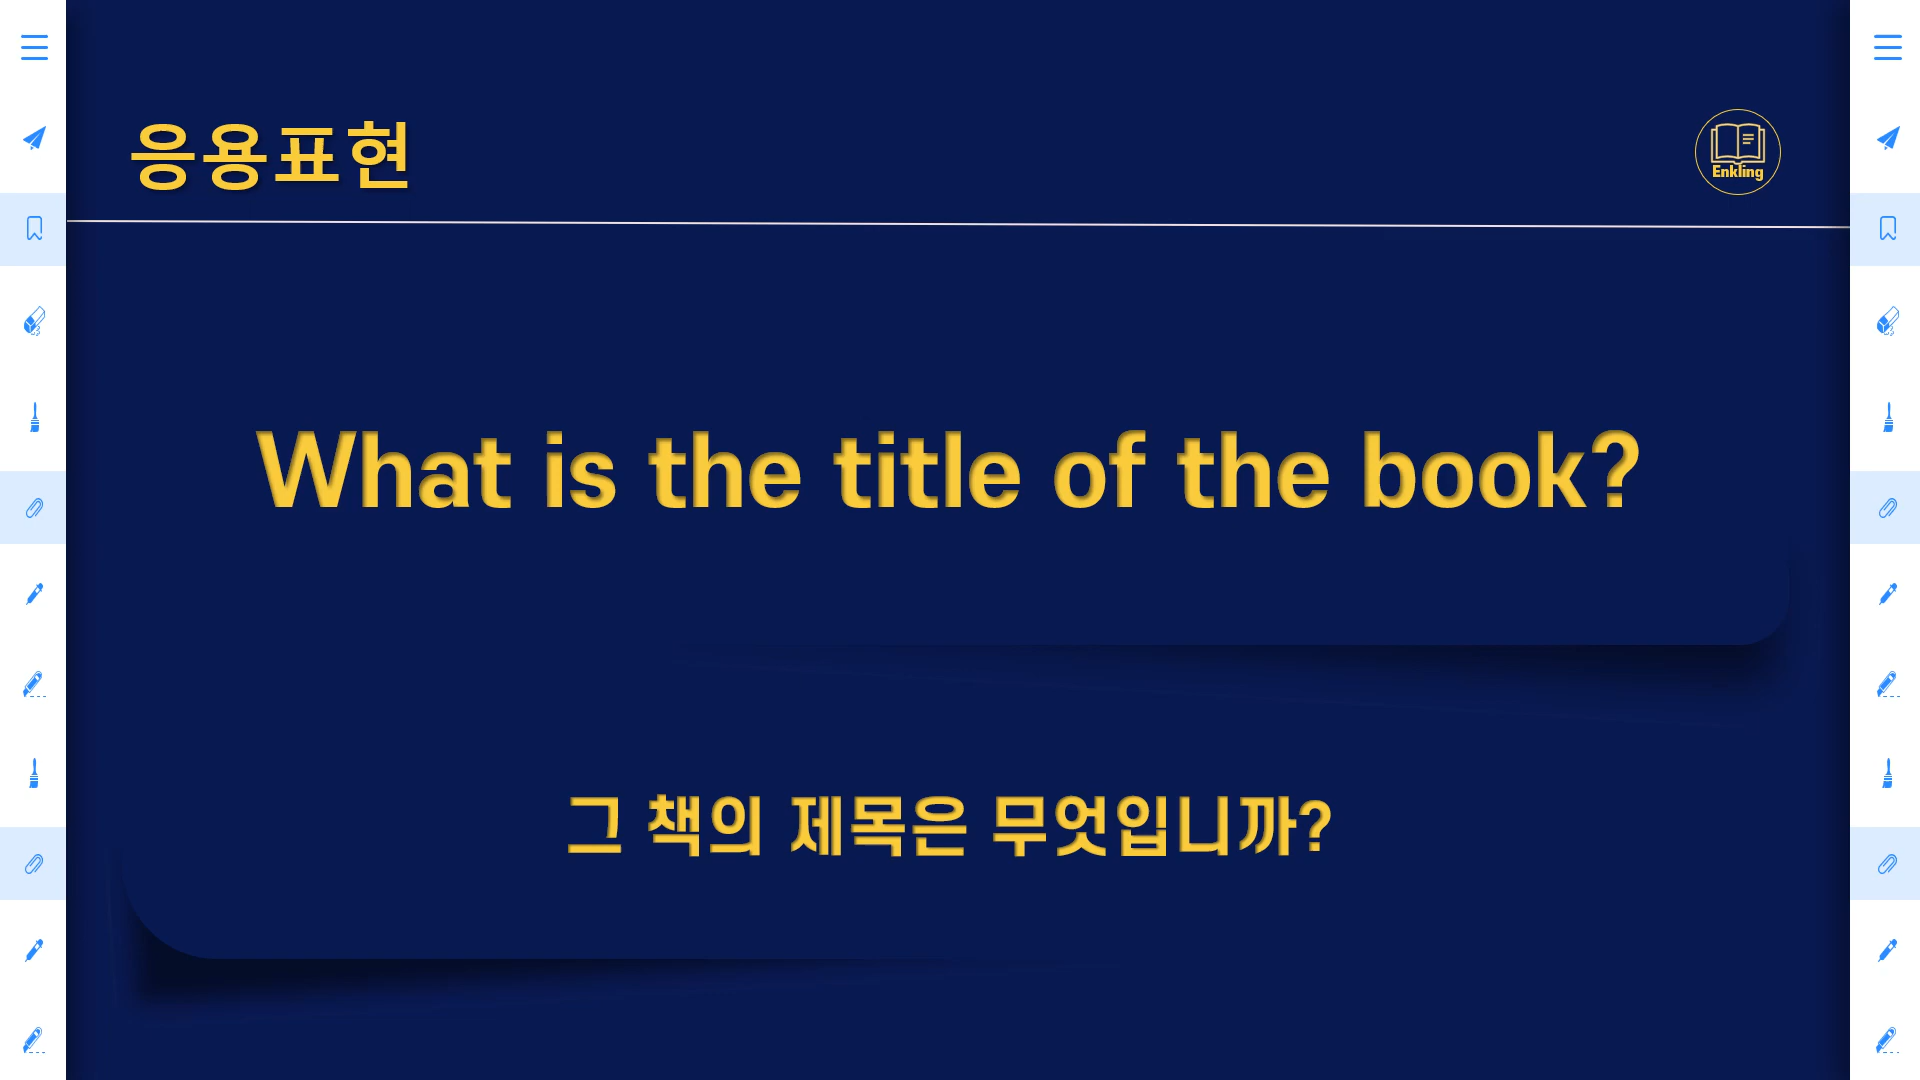 응용표현
Enkling
What is the title of the book?
그 책의 제목은 무엇입니까?